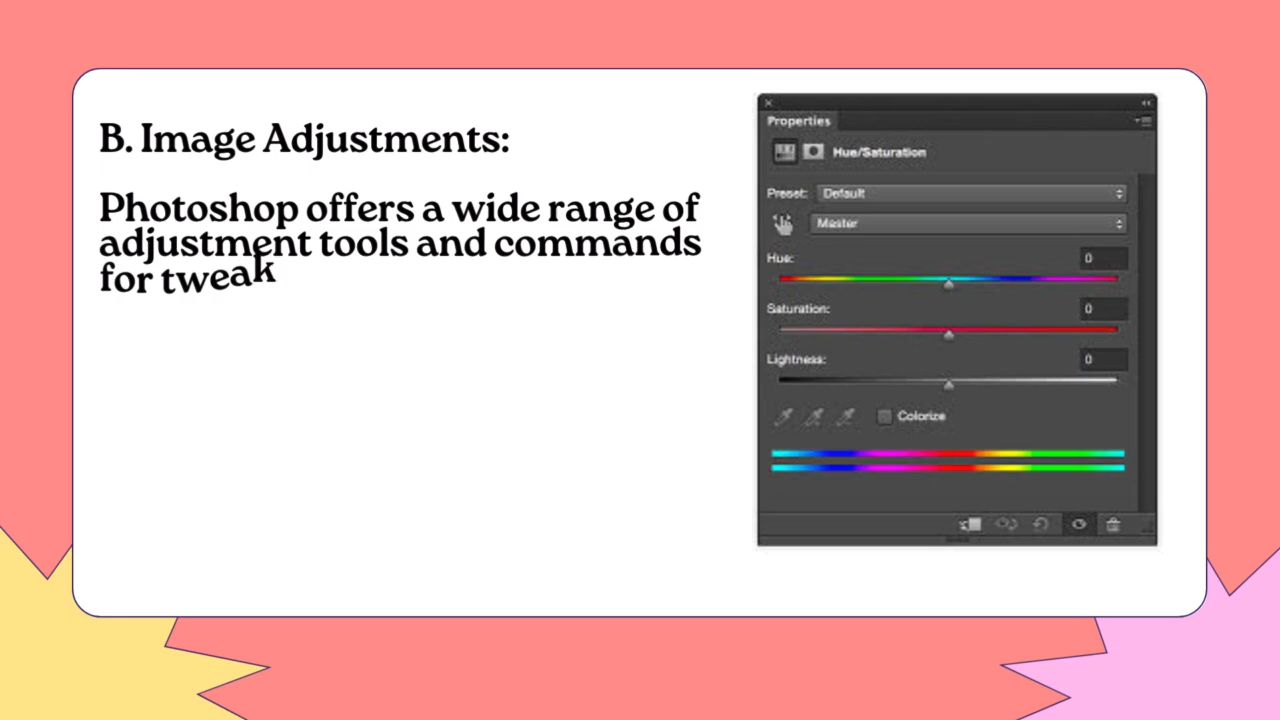 B. Image Adjustments:
Photoshop offers a wide range of
adjustment tools and commands
for tweak
Properties
Hue/Saturation
Preset: Default
Master
Hue: 0
Saturation: 0
Lightness: 0
Colorize